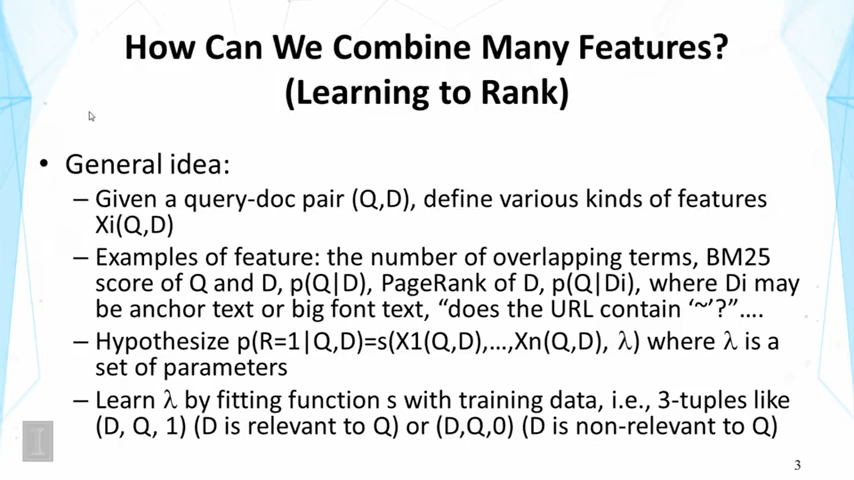 How Can We Combine Many Features?
(Learning to Rank)
• General idea:
– Given a query-doc pair (Q,D), define various kinds of features
Xi(Q,D)
– Examples of feature: the number of overlapping terms, BM25
score of Q and D, p(Q|D), PageRank of D, p(Q|Di), where Di may
be anchor text or big font text, “does the URL contain ‘~’?”….
– Hypothesize p(R=1|Q,D)=s(X1(Q,D),…,Xn(Q,D), λ) where λ is a
set of parameters
– Learn λ by fitting function s with training data, i.e., 3-tuples like
(D, Q, 1) (D is relevant to Q) or (D,Q,0) (D is non-relevant to Q)
I
3